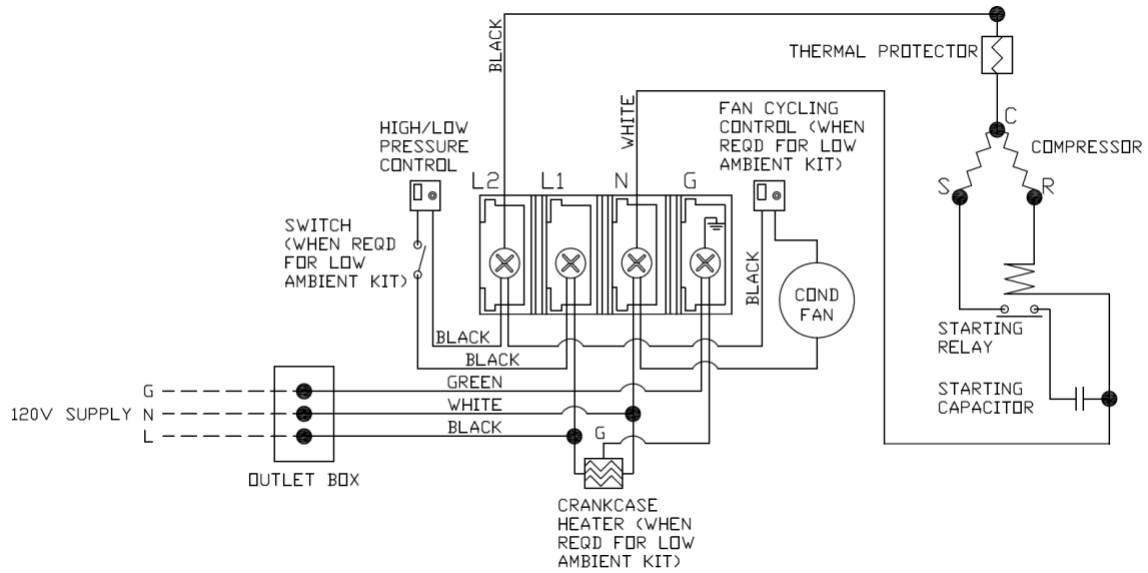 BLACK
THERMAL PROTECTOR
WHITE
FAN CYCLING
CONTROL (WHEN
REQD FOR LOW
AMBIENT KIT)
HIGH/LOW
PRESSURE
CONTROL
C
COMPRESSOR
S
R
L2
L1
N
G
SWITCH
(WHEN REQD
FOR LOW
AMBIENT KIT)
BLACK
COND
FAN
BLACK
BLACK
STARTING
RELAY
GREEN
G
WHITE
120V SUPPLY N
BLACK
L
STARTING
CAPACITOR
G
OUTLET BOX
CRANKCASE
HEATER (WHEN
REQD FOR LOW
AMBIENT KIT)